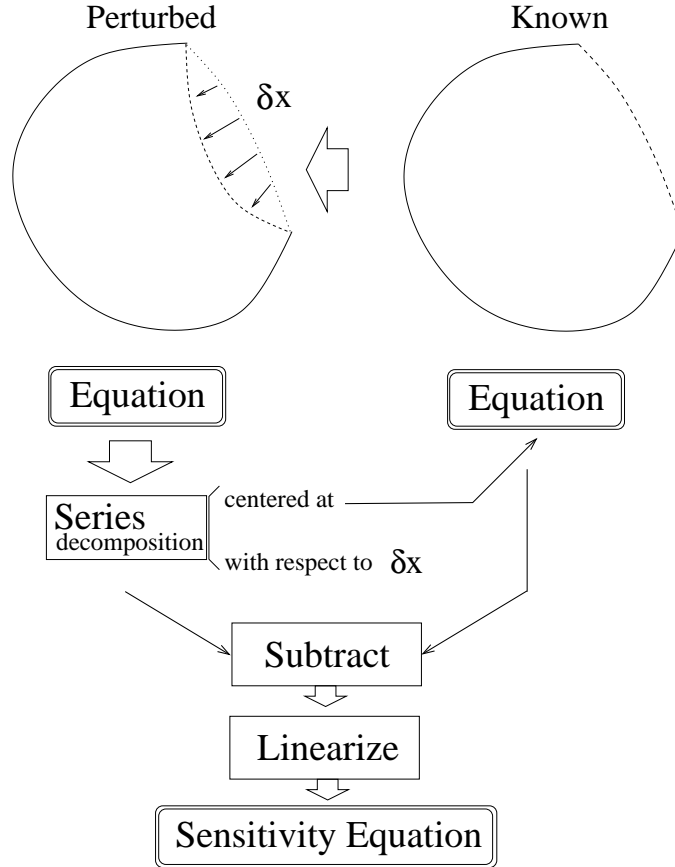 Perturbed
Known
δx
Equation
Equation
Series
decomposition
centered at
with respect to δx
Subtract
Linearize
Sensitivity Equation